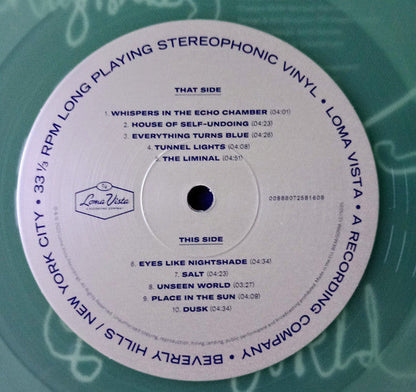 33 1/3 RPM LONG PLAYING STEREOPHONIC VINYL • LOMA VISTA • A RECORDING COMPANY • BEVERLY HILLS / NEW YORK CITY •
THAT SIDE
1. WHISPERS IN THE ECHO CHAMBER (04:01)
2. HOUSE OF SELF-UNDOING (04:23)
3. EVERYTHING TURNS BLUE (04:26)
4. TUNNEL LIGHTS (04:08)
5. THE LIMINAL (04:51)
Loma Vista
00888072581609
THIS SIDE
6. EYES LIKE NIGHTSHADE (04:34)
7. SALT (04:23)
8. UNSEEN WORLD (03:27)
9. PLACE IN THE SUN (04:09)
10. DUSK (04:34)